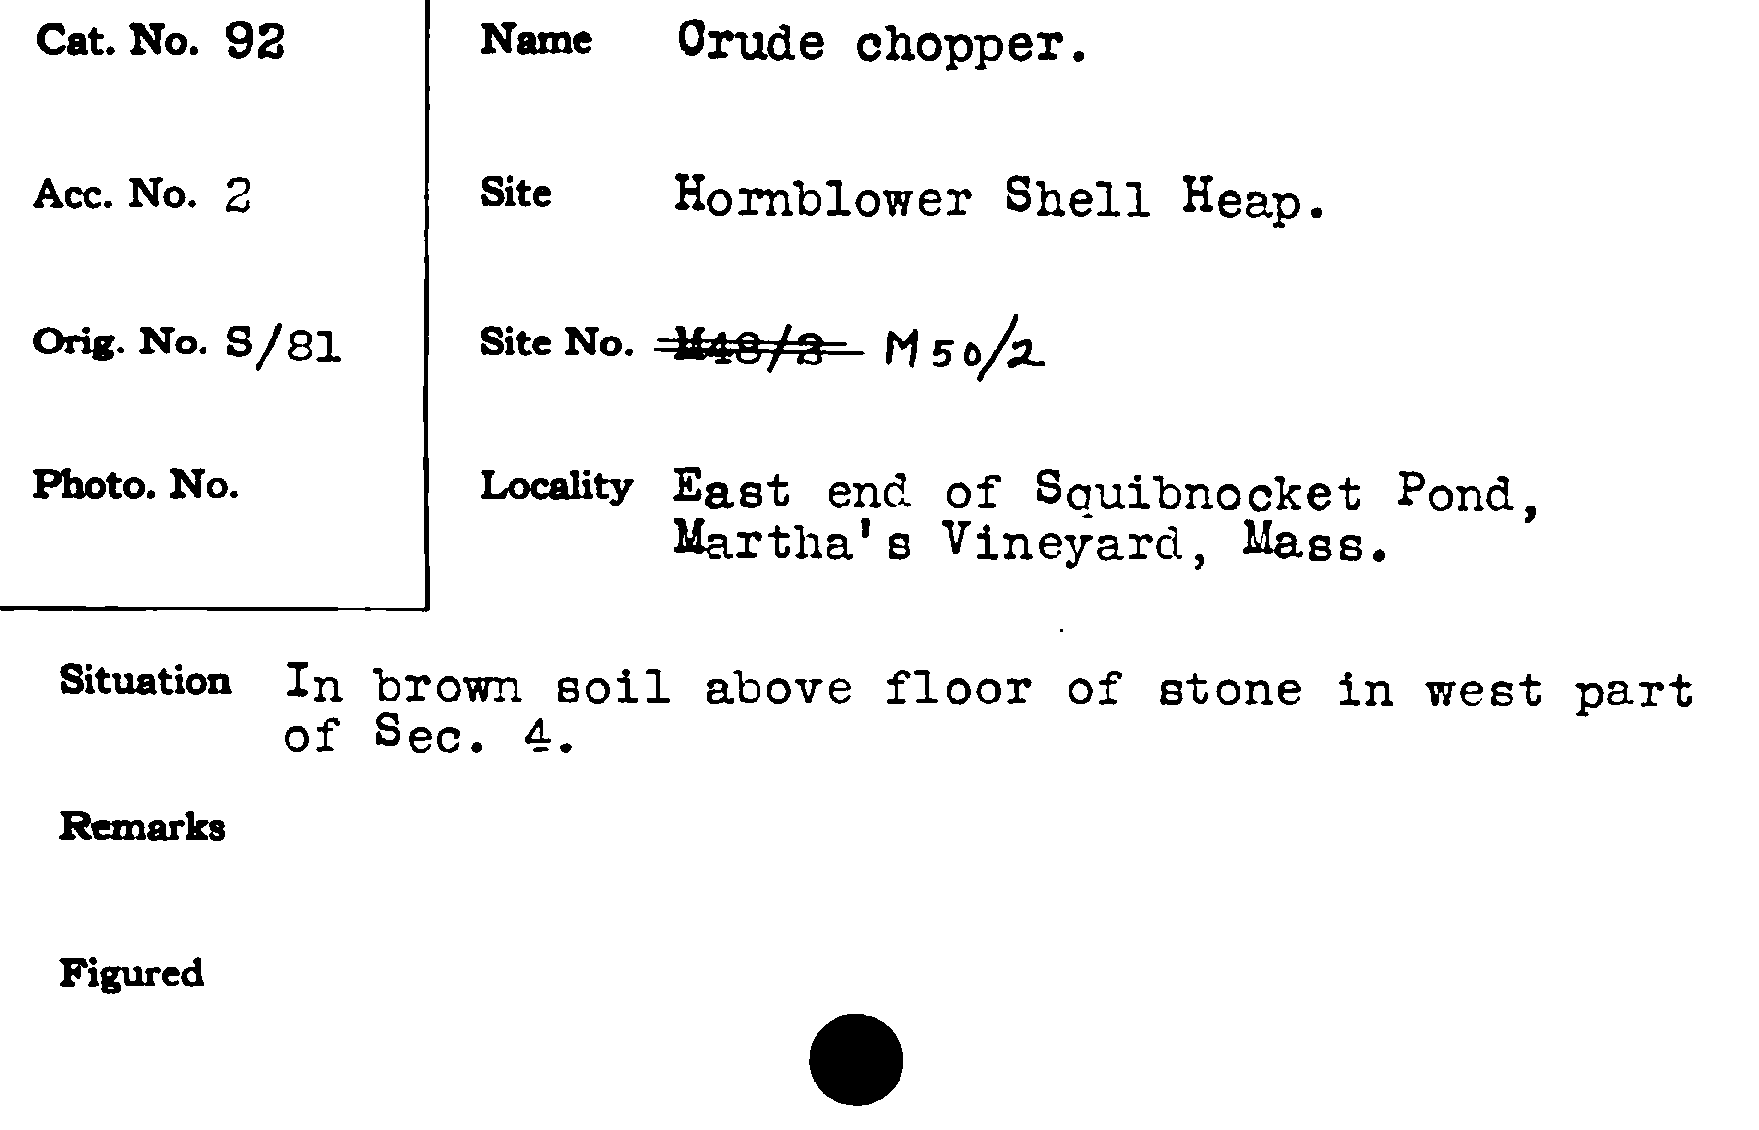 Cat. No. 92
Name Crude chopper.
Acc. No. 2
Site Hornblower Shell Heap.
Orig. No. S/81
Site No. M48/2 M50/2
Photo. No.
Locality East end of Squibnocket Pond,
Martha's Vineyard, Mass.
Situation In brown soil above floor of stone in west part
of Sec. 4.
Remarks
Figured